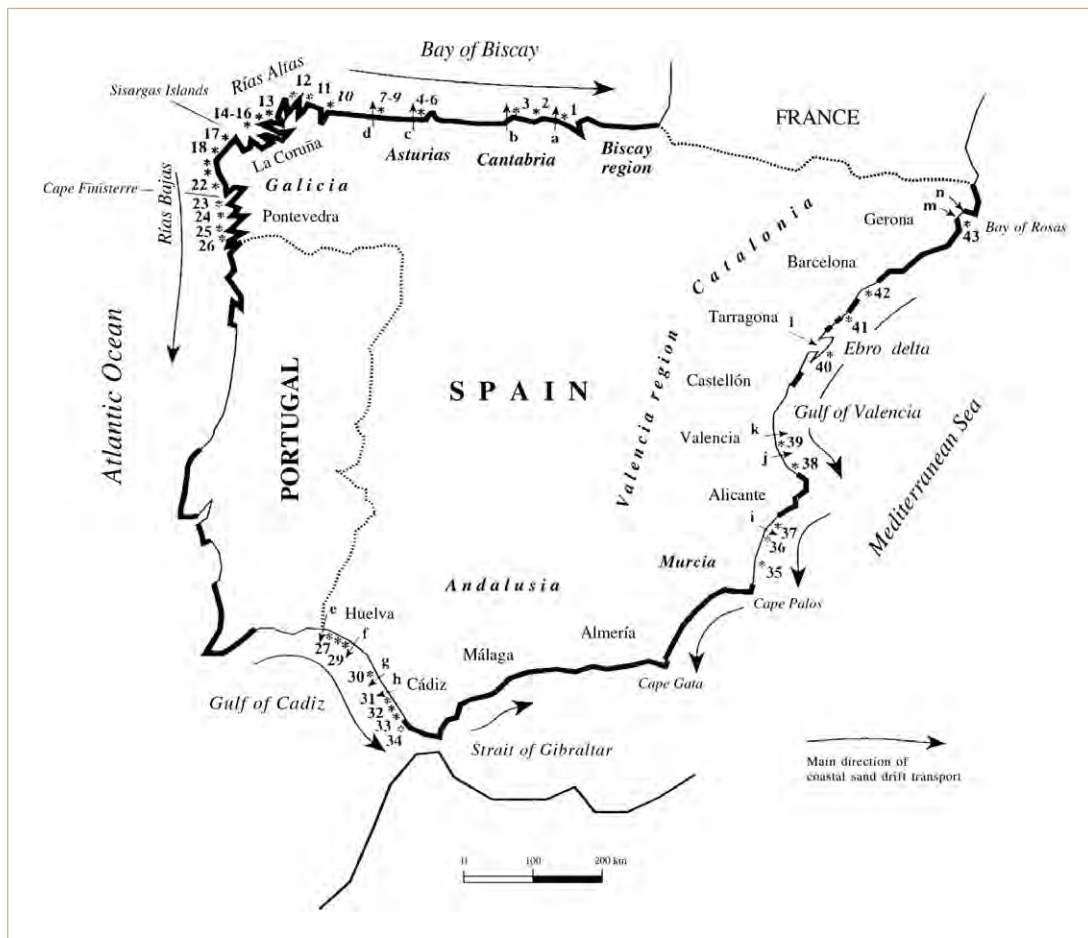 Bay of Biscay
Rías Altas
Sisargas Islands
12
11
10
13
14-16
17
18
7-9
4-6
3
2
1
d
c
b
a
FRANCE
La Coruña
Asturias
Cantabria
Biscay
region
Cape Finisterre
Galicia
22
23
24
25
26
Rías Bajas
Pontevedra
n
m
Gerona
43
Bay of Rosas
Catalonia
Barcelona
42
Tarragona
l
41
Ebro delta
40
Atlantic Ocean
PORTUGAL
SPAIN
Valencia region
Castellón
Gulf of Valencia
k
Valencia
39
j
38
Mediterranean Sea
Alicante
i
37
36
35
Murcia
Cape Palos
Andalusia
e
Huelva
f
27
29
g
30
h
Cádiz
31
32
33
34
Málaga
Almería
Cape Gata
Gulf of Cadiz
Strait of Gibraltar
Main direction of
coastal sand drift transport
0 100 200 km